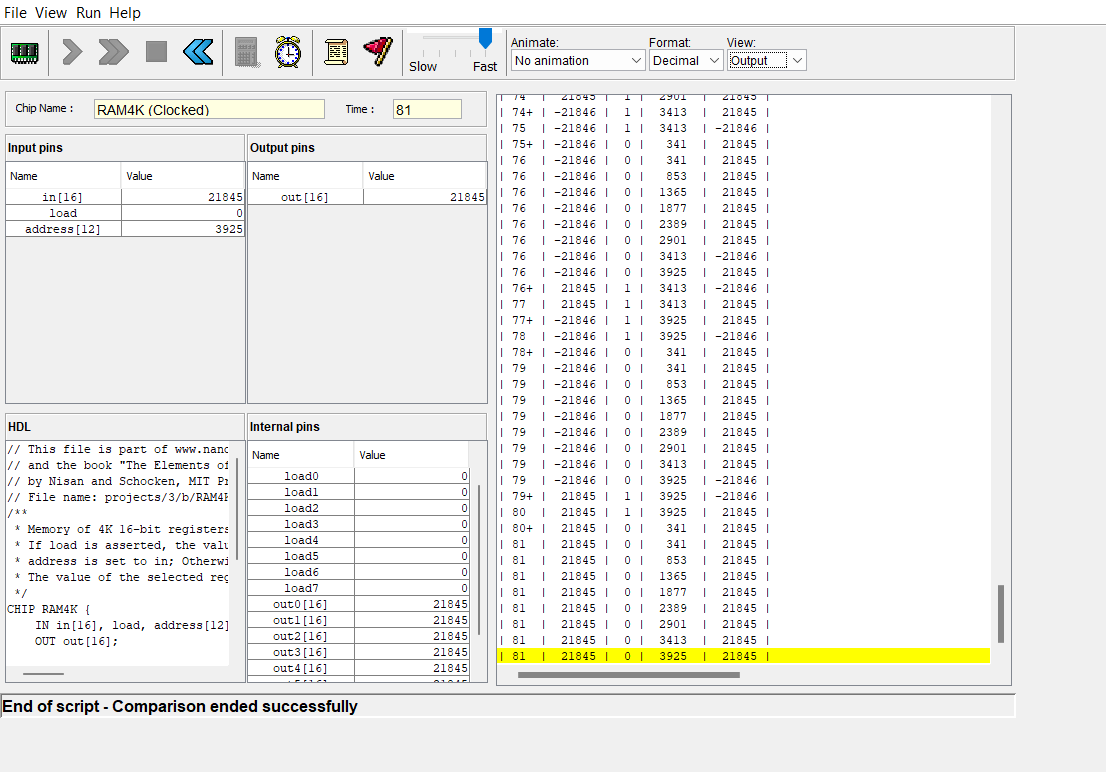 File View Run Help
Slow Fast
Animate: Format: View:
No animation Decimal Output
Chip Name : RAM4K (Clocked) Time : 81
Input pins
Name Value
in[16] 21845
load 0
address[12] 3925
Output pins
Name Value
out[16] 21845
HDL
// This file is part of www.nand
// and the book "The Elements of
// by Nisan and Schocken, MIT Pr
// File name: projects/3/b/RAM4K
/**
* Memory of 4K 16-bit registers
* If load is asserted, the valu
* address is set to in; Otherwi
* The value of the selected reg
*/
CHIP RAM4K {
IN in[16], load, address[12]
OUT out[16];
Internal pins
Name Value
load0 0
load1 0
load2 0
load3 0
load4 0
load5 0
load6 0
load7 0
out0[16] 21845
out1[16] 21845
out2[16] 21845
out3[16] 21845
out4[16] 21845
out5[16] 21845
| 74 | 21845 | 1 | 2901 | 21845 |
| 74+ | -21846 | 1 | 3413 | 21845 |
| 75 | -21846 | 1 | 3413 | -21846 |
| 75+ | -21846 | 0 | 341 | 21845 |
| 76 | -21846 | 0 | 341 | 21845 |
| 76 | -21846 | 0 | 853 | 21845 |
| 76 | -21846 | 0 | 1365 | 21845 |
| 76 | -21846 | 0 | 1877 | 21845 |
| 76 | -21846 | 0 | 2389 | 21845 |
| 76 | -21846 | 0 | 2901 | 21845 |
| 76 | -21846 | 0 | 3413 | -21846 |
| 76 | -21846 | 0 | 3925 | 21845 |
| 76+ | 21845 | 1 | 3413 | -21846 |
| 77 | 21845 | 1 | 3413 | 21845 |
| 77+ | -21846 | 1 | 3925 | 21845 |
| 78 | -21846 | 1 | 3925 | -21846 |
| 78+ | -21846 | 0 | 341 | 21845 |
| 79 | -21846 | 0 | 341 | 21845 |
| 79 | -21846 | 0 | 853 | 21845 |
| 79 | -21846 | 0 | 1365 | 21845 |
| 79 | -21846 | 0 | 1877 | 21845 |
| 79 | -21846 | 0 | 2389 | 21845 |
| 79 | -21846 | 0 | 2901 | 21845 |
| 79 | -21846 | 0 | 3413 | 21845 |
| 79 | -21846 | 0 | 3925 | -21846 |
| 79+ | 21845 | 1 | 3925 | -21846 |
| 80 | 21845 | 1 | 3925 | 21845 |
| 80+ | 21845 | 0 | 341 | 21845 |
| 81 | 21845 | 0 | 341 | 21845 |
| 81 | 21845 | 0 | 853 | 21845 |
| 81 | 21845 | 0 | 1365 | 21845 |
| 81 | 21845 | 0 | 1877 | 21845 |
| 81 | 21845 | 0 | 2389 | 21845 |
| 81 | 21845 | 0 | 2901 | 21845 |
| 81 | 21845 | 0 | 3413 | 21845 |
| 81 | 21845 | 0 | 3925 | 21845 |
End of script - Comparison ended successfully